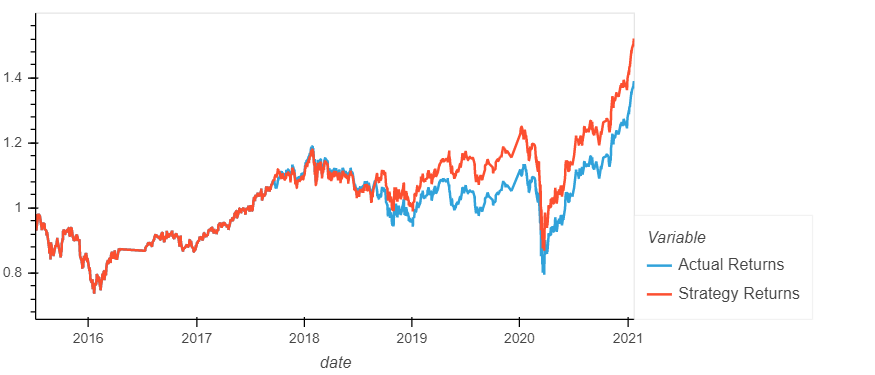 1.4
1.2
1
0.8
2016 2017 2018 2019 2020 2021
date
Variable
Actual Returns
Strategy Returns